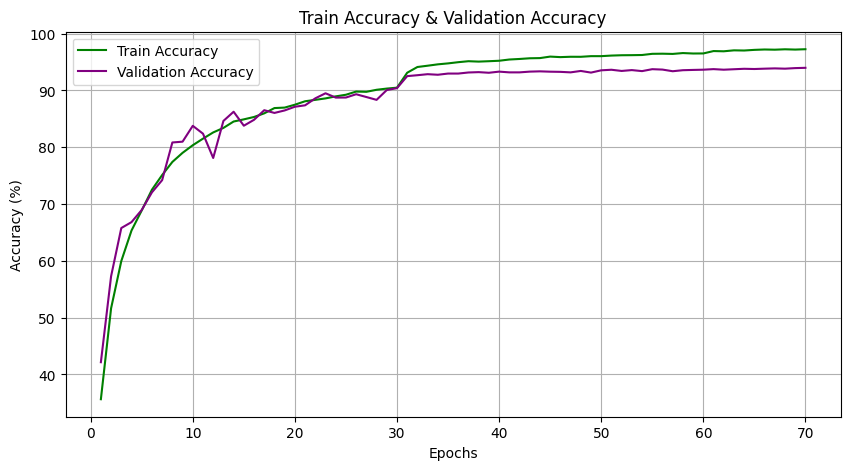 Train Accuracy & Validation Accuracy
Train Accuracy
Validation Accuracy
Accuracy (%)
100
90
80
70
60
50
40
0 10 20 30 40 50 60 70
Epochs